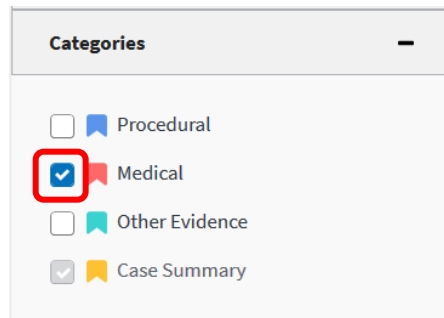 Categories
Procedural
Medical
Other Evidence
Case Summary